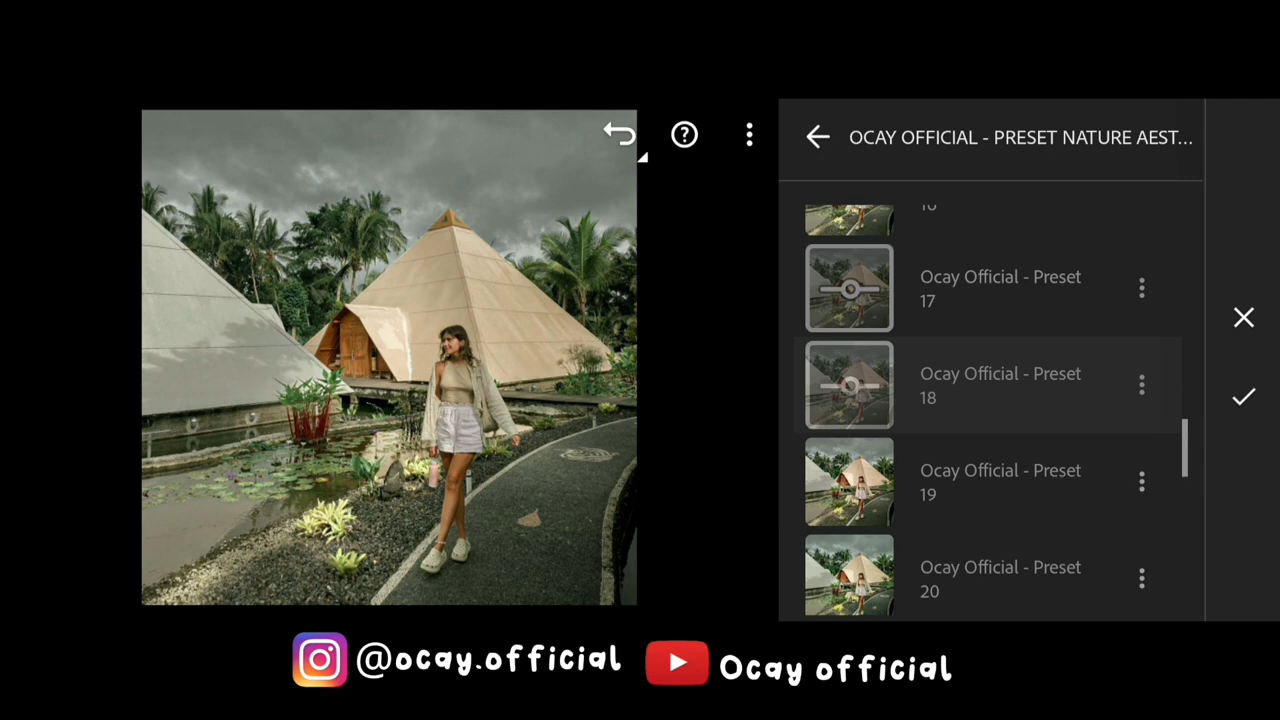 OCAY OFFICIAL - PRESET NATURE AEST...
Ocay Official - Preset
17
Ocay Official - Preset
18
Ocay Official - Preset
19
Ocay Official - Preset
20
@ocay.official
Ocay official